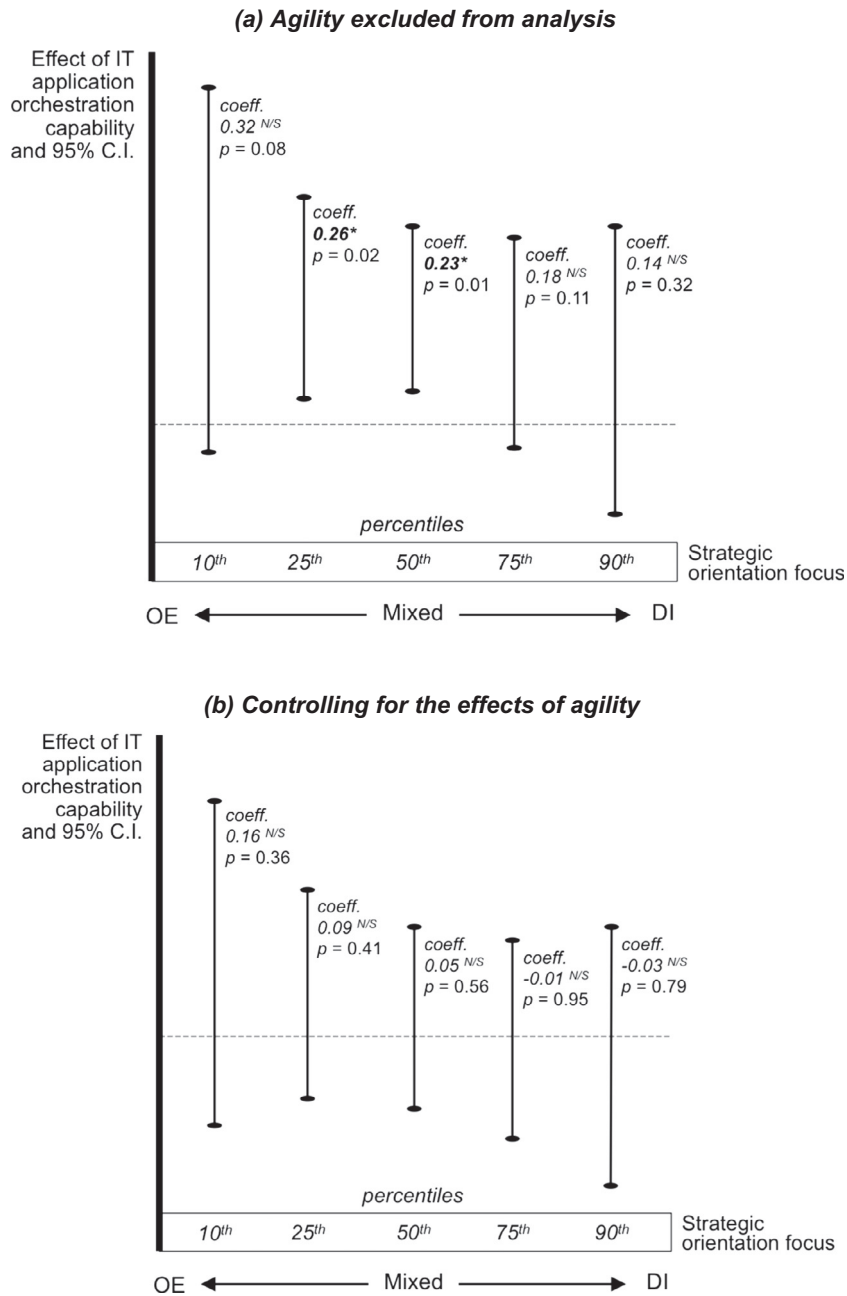 (a) Agility excluded from analysis
Effect of IT
application
orchestration
capability
and 95% C.I.
coeff.
0.32 N/S
p = 0.08
coeff.
0.26*
p = 0.02
coeff.
0.23*
p = 0.01
coeff.
0.18 N/S
p = 0.11
coeff.
0.14 N/S
p = 0.32
percentiles
10th 25th 50th 75th 90th
Strategic
orientation focus
OE Mixed DI
(b) Controlling for the effects of agility
Effect of IT
application
orchestration
capability
and 95% C.I.
coeff.
0.16 N/S
p = 0.36
coeff.
0.09 N/S
p = 0.41
coeff.
0.05 N/S
p = 0.56
coeff.
-0.01 N/S
p = 0.95
coeff.
-0.03 N/S
p = 0.79
percentiles
10th 25th 50th 75th 90th
Strategic
orientation focus
OE Mixed DI